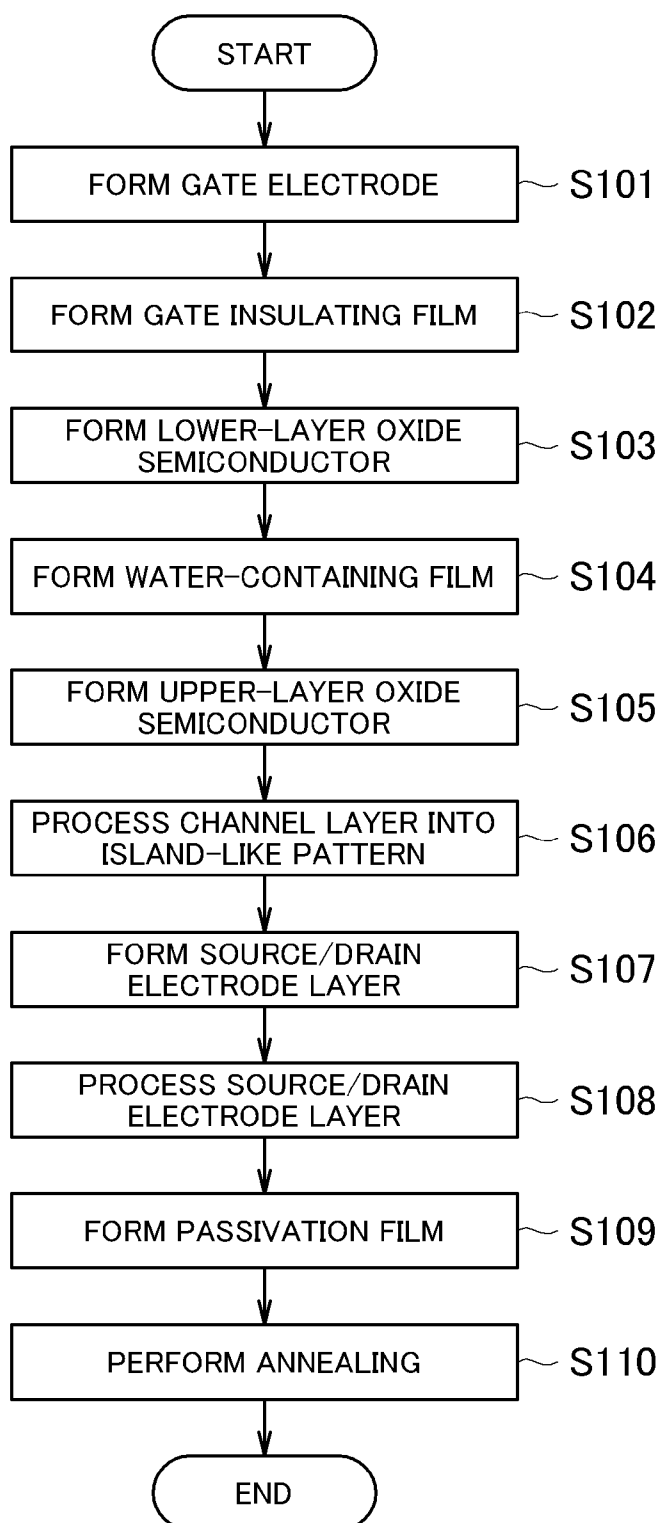 START
FORM GATE ELECTRODE
S101
FORM GATE INSULATING FILM
S102
FORM LOWER-LAYER OXIDE
SEMICONDUCTOR
S103
FORM WATER-CONTAINING FILM
S104
FORM UPPER-LAYER OXIDE
SEMICONDUCTOR
S105
PROCESS CHANNEL LAYER INTO
ISLAND-LIKE PATTERN
S106
FORM SOURCE/DRAIN
ELECTRODE LAYER
S107
PROCESS SOURCE/DRAIN
ELECTRODE LAYER
S108
FORM PASSIVATION FILM
S109
PERFORM ANNEALING
S110
END